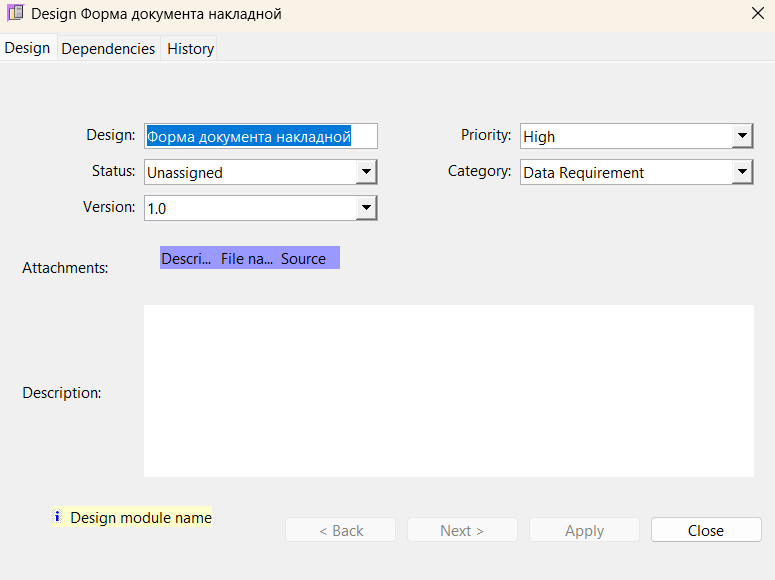 Design Форма документа накладной
Design Dependencies History
Design: Форма документа накладной Priority: High
Status: Unassigned Category: Data Requirement
Version: 1.0
Attachments: Descri... File na... Source
Description:
Design module name
< Back Next > Apply Close